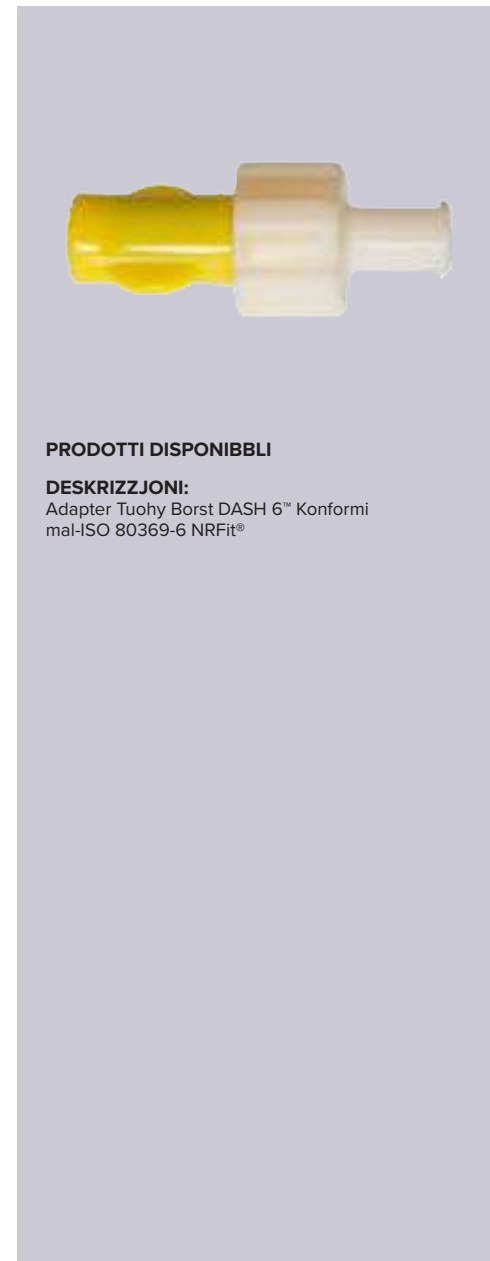 PRODOTTI DISPONIBBLI
DESKRIZZJONI:
Adapter Tuohy Borst DASH 6™ Konformi
mal-ISO 80369-6 NRFit®